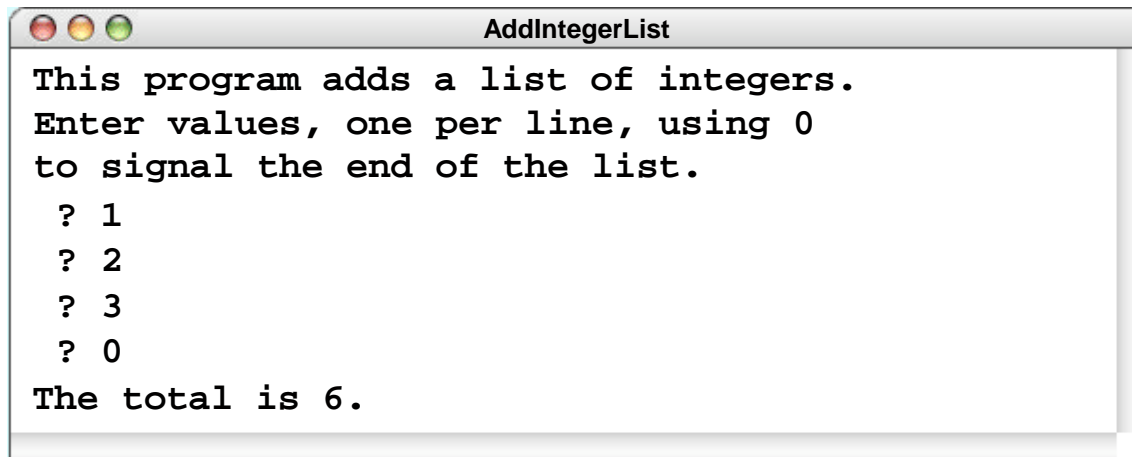 AddIntegerList
This program adds a list of integers.
Enter values, one per line, using 0
to signal the end of the list.
? 1
? 2
? 3
? 0
The total is 6.